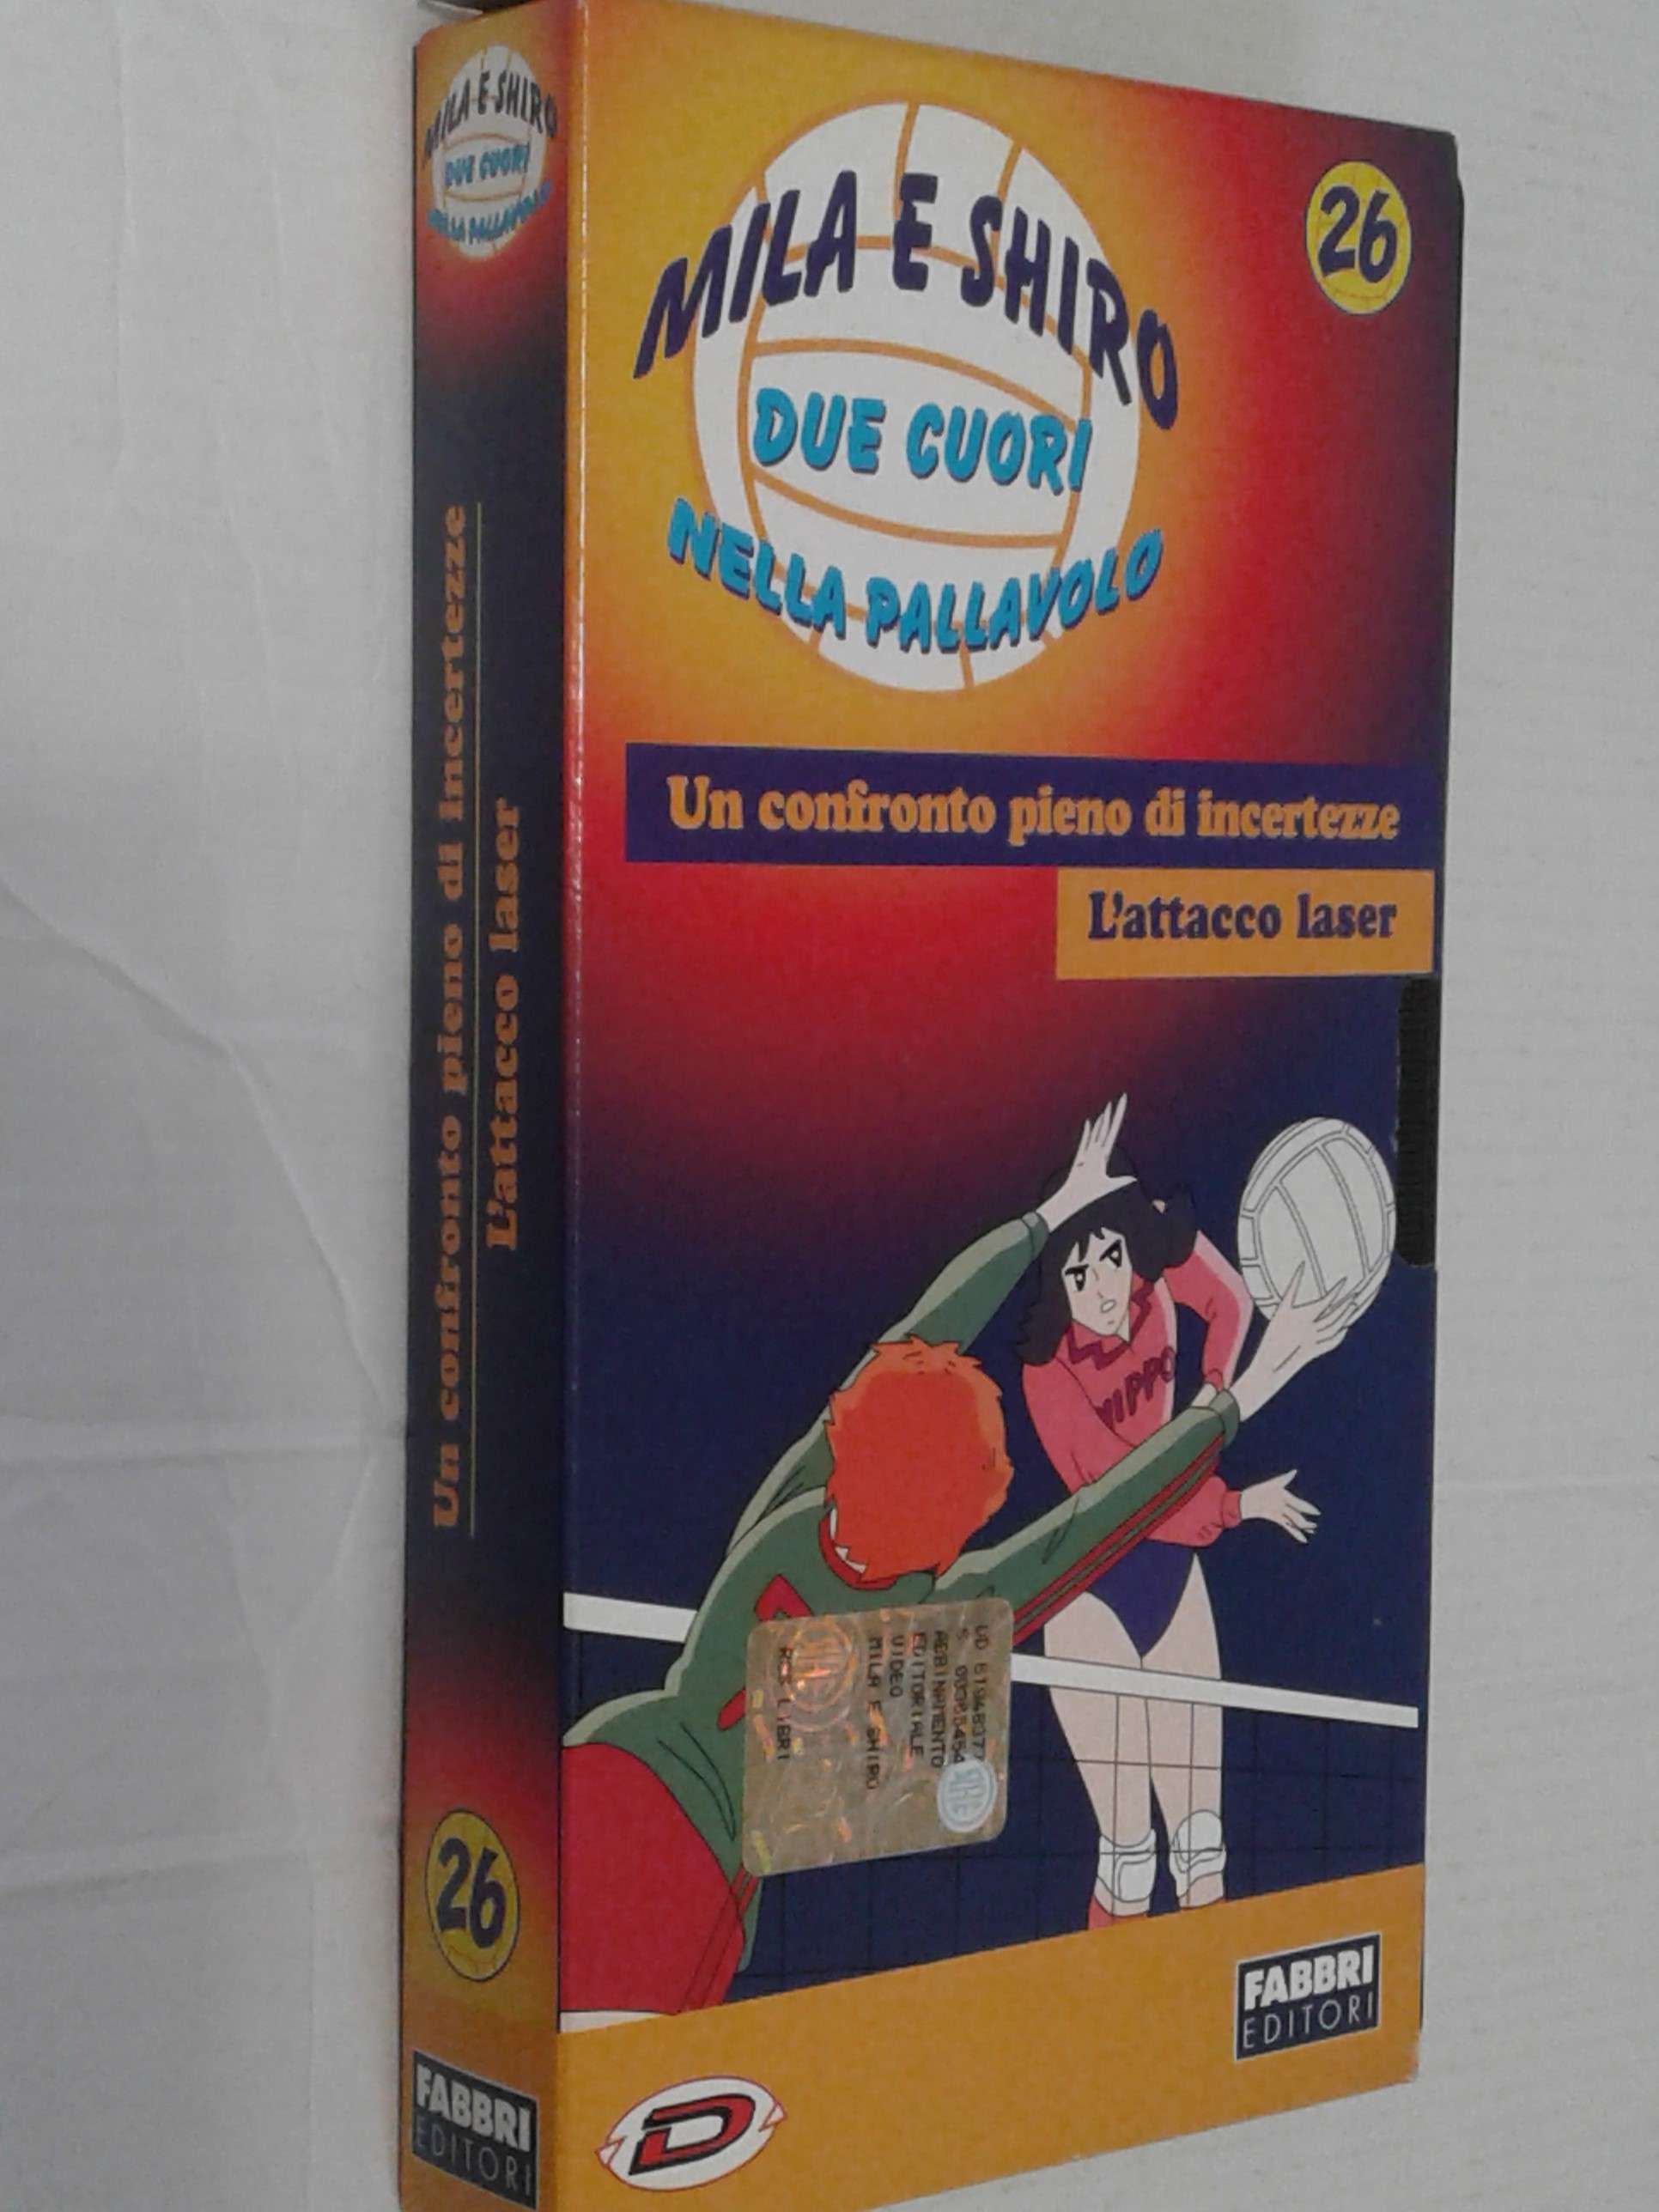 MILA E SHIRO
DUE CUORI
NELLA PALLAVOLO
Un confronto pieno di incertezze
L'attacco laser
26
FABBRI
EDITORI
MILA E SHIRO
DUE CUORI
NELLA PALLAVOLO
26
Un confronto pieno di incertezze
L'attacco laser
NIPPO
ABBINAMENTO
EDITORIALE
VIDEO
MILA E SHIRO
RCS LIBRI
FABBRI
EDITORI
D